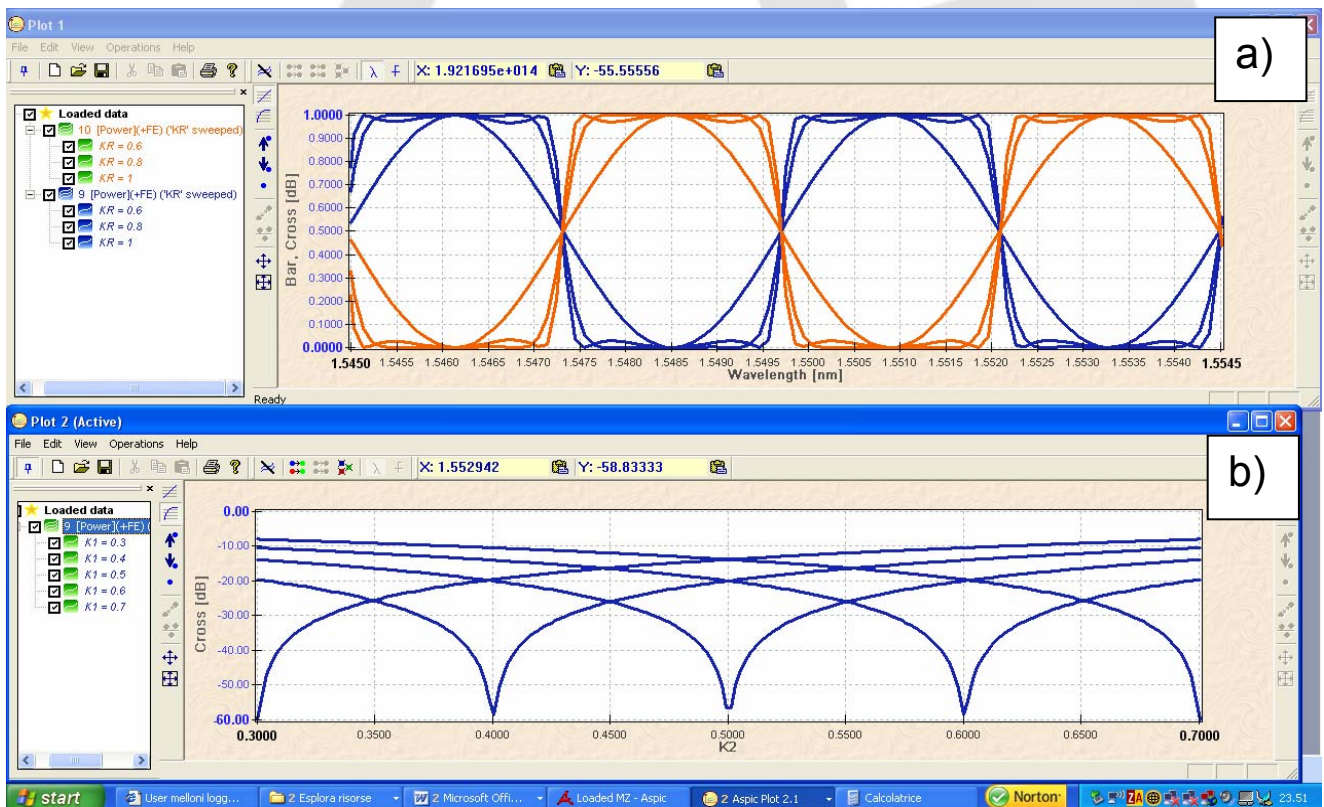 Plot 1
a)
File Edit View Operations Help
X: 1.921695e+014 Y: -55.55556
Loaded data
10 [Power](+FE) ('KR' sweeped)
KR = 0.6
KR = 0.8
KR = 1
9 [Power](+FE) ('KR' sweeped)
KR = 0.6
KR = 0.8
KR = 1
Bar, Cross [dB]
1.0000
0.9000
0.8000
0.7000
0.6000
0.5000
0.4000
0.3000
0.2000
0.1000
0.0000
1.5450 1.5455 1.5460 1.5465 1.5470 1.5475 1.5480 1.5485 1.5490 1.5495 1.5500 1.5505 1.5510 1.5515 1.5520 1.5525 1.5530 1.5535 1.5540 1.5545
Wavelength [nm]
Ready
Plot 2 (Active)
b)
File Edit View Operations Help
X: 1.552942 Y: -58.83333
Loaded data
9 [Power](+FE) (
K1 = 0.3
K1 = 0.4
K1 = 0.5
K1 = 0.6
K1 = 0.7
Cross [dB]
0.00
-10.00
-20.00
-30.00
-40.00
-50.00
-60.00
0.3000 0.3500 0.4000 0.4500 0.5000 0.5500 0.6000 0.6500 0.7000
K2
start User melloni logg... 2 Esplora risorse 2 Microsoft Offi... Loaded MZ - Aspic 2 Aspic Plot 2.1 Calcolatrice Norton 23.51